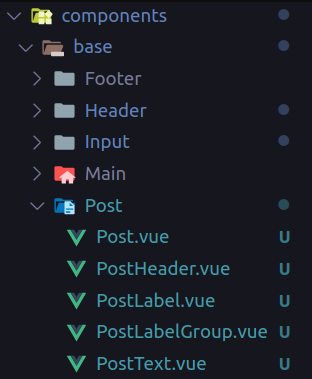 components
base
Footer
Header
Input
Main
Post
Post.vue U
PostHeader.vue U
PostLabel.vue U
PostLabelGroup.vue U
PostText.vue U